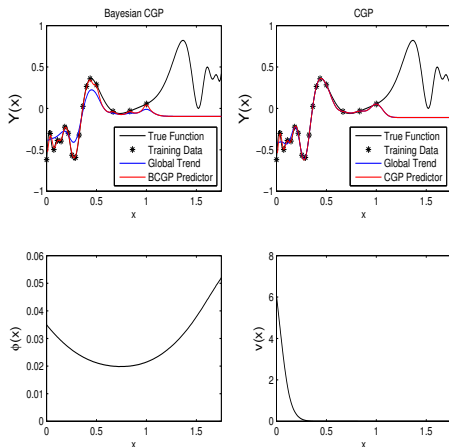 Bayesian CGP
1
0.5
0
−0.5
−1
Y(x)
0
0.5
1
1.5
x
True Function
Training Data
Global Trend
BCGP Predictor
CGP
1
0.5
0
−0.5
−1
Y(x)
0
0.5
1
1.5
x
True Function
Training Data
Global Trend
CGP Predictor
0.06
0.05
0.04
0.03
0.02
0.01
0
ϕ(x)
0
0.5
1
1.5
x
8
6
4
2
0
v(x)
0
0.5
1
1.5
x